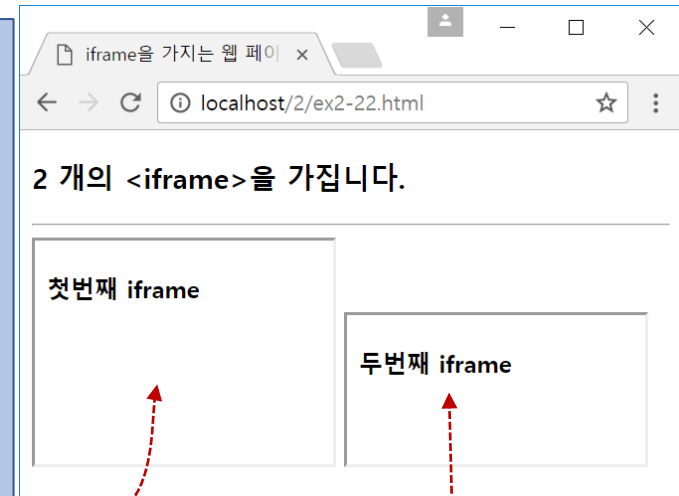 iframe을 가지는 웹 페이
localhost/2/ex2-22.html
2 개의 <iframe>을 가집니다.
첫번째 iframe
두번째 iframe